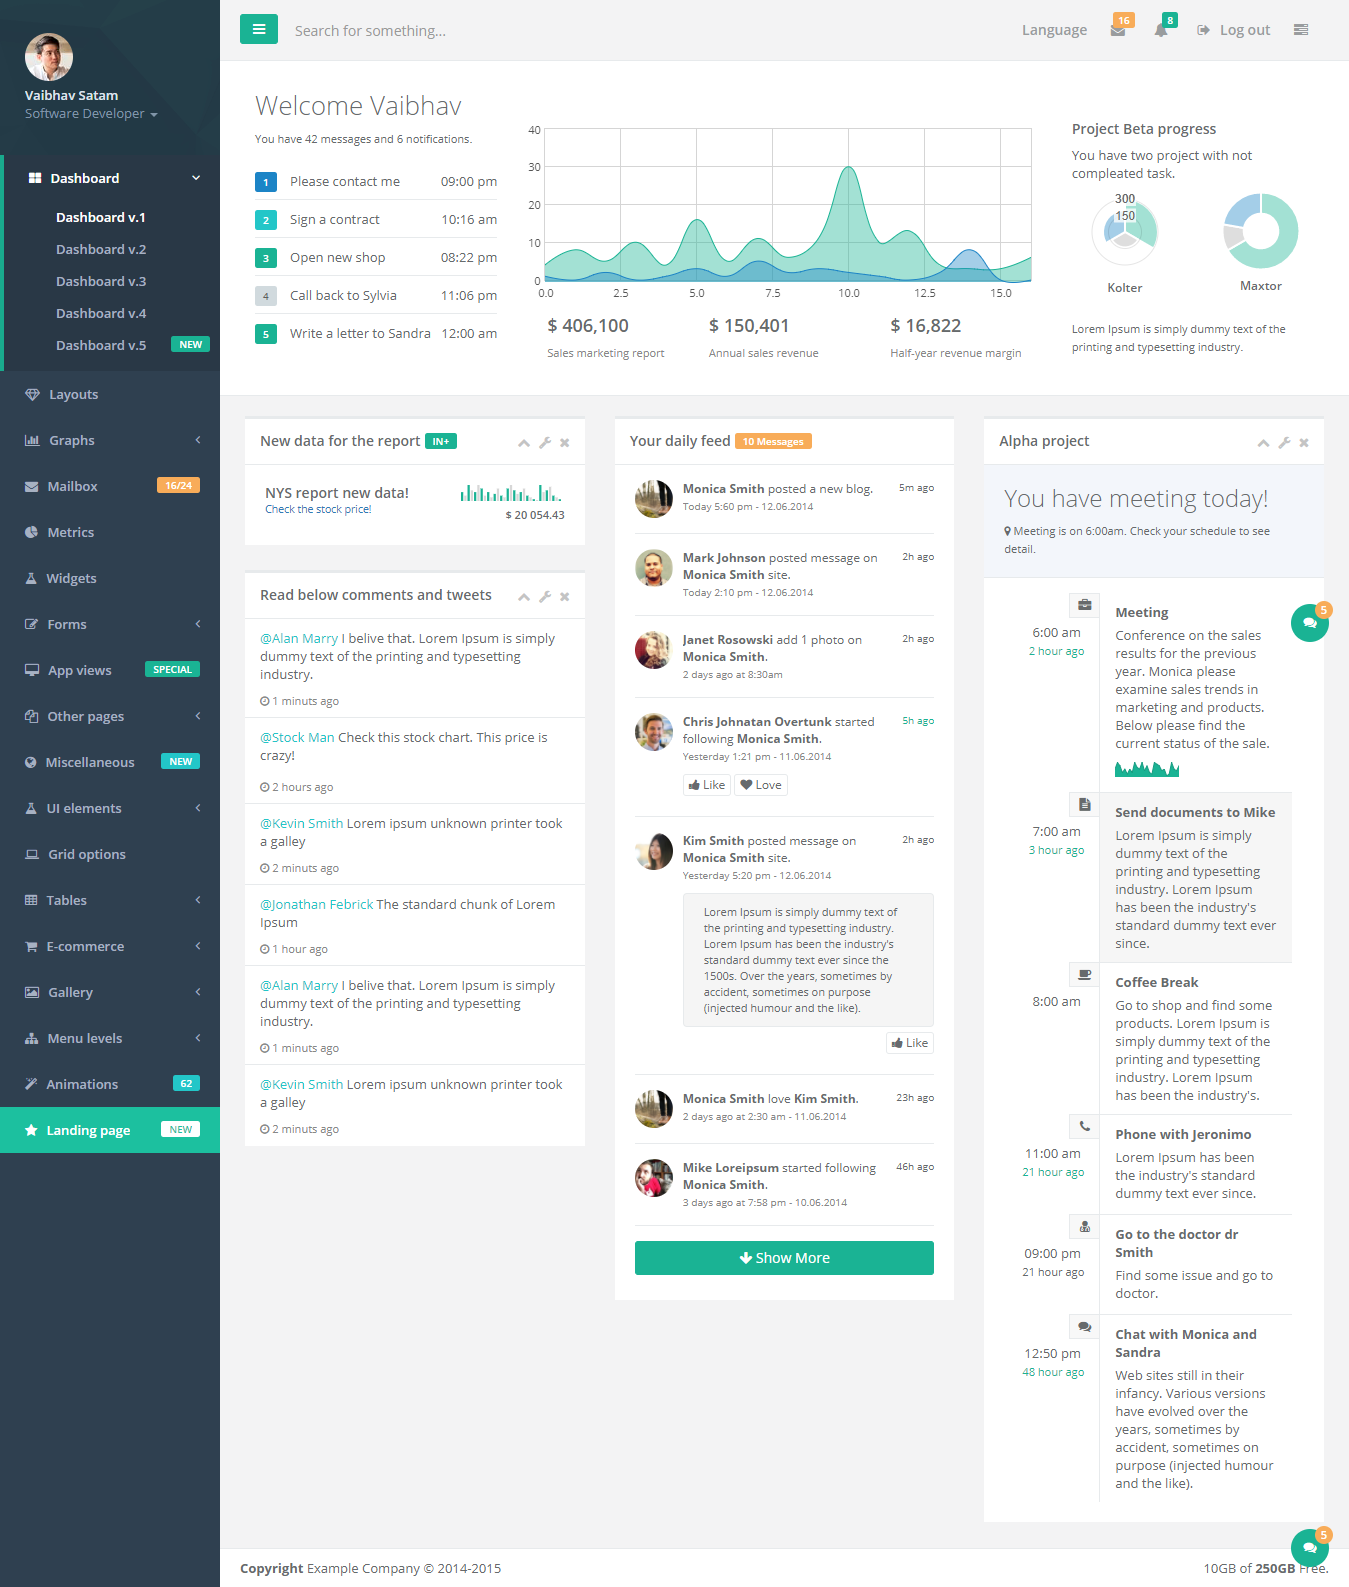 Vaibhav Satam
Software Developer
Dashboard
Dashboard v.1
Dashboard v.2
Dashboard v.3
Dashboard v.4
Dashboard v.5 NEW
Layouts
Graphs
Mailbox 16/24
Metrics
Widgets
Forms
App views SPECIAL
Other pages
Miscellaneous NEW
UI elements
Grid options
Tables
E-commerce
Gallery
Menu levels
Animations 62
Landing page NEW
Search for something...
Language 16 8 Log out
Welcome Vaibhav
You have 42 messages and 6 notifications.
1 Please contact me 09:00 pm
2 Sign a contract 10:16 am
3 Open new shop 08:22 pm
4 Call back to Sylvia 11:06 pm
5 Write a letter to Sandra 12:00 am
40
30
20
10
0
0.0 2.5 5.0 7.5 10.0 12.5 15.0
$ 406,100
Sales marketing report
$ 150,401
Annual sales revenue
$ 16,822
Half-year revenue margin
Project Beta progress
You have two project with not
compleated task.
300
150
Kolter
Maxtor
Lorem Ipsum is simply dummy text of the
printing and typesetting industry.
New data for the report IN+
NYS report new data!
Check the stock price!
$ 20 054.43
Read below comments and tweets
@Alan Marry I belive that. Lorem Ipsum is simply
dummy text of the printing and typesetting
industry.
1 minuts ago
@Stock Man Check this stock chart. This price is
crazy!
2 hours ago
@Kevin Smith Lorem ipsum unknown printer took
a galley
2 minuts ago
@Jonathan Febrick The standard chunk of Lorem
Ipsum
1 hour ago
@Alan Marry I belive that. Lorem Ipsum is simply
dummy text of the printing and typesetting
industry.
1 minuts ago
@Kevin Smith Lorem ipsum unknown printer took
a galley
2 minuts ago
Your daily feed 10 Messages
Monica Smith posted a new blog. 5m ago
Today 5:60 pm - 12.06.2014
Mark Johnson posted message on 2h ago
Monica Smith site.
Today 2:10 pm - 12.06.2014
Janet Rosowski add 1 photo on 2h ago
Monica Smith.
2 days ago at 8:30am
Chris Johnatan Overtunk started 5h ago
following Monica Smith.
Yesterday 1:21 pm - 11.06.2014
Like Love
Kim Smith posted message on 2h ago
Monica Smith site.
Yesterday 5:20 pm - 12.06.2014
Lorem Ipsum is simply dummy text of
the printing and typesetting industry.
Lorem Ipsum has been the industry's
standard dummy text ever since the
1500s. Over the years, sometimes by
accident, sometimes on purpose
(injected humour and the like).
Like
Monica Smith love Kim Smith. 23h ago
2 days ago at 2:30 am - 11.06.2014
Mike Loreipsum started following 46h ago
Monica Smith.
3 days ago at 7:58 pm - 10.06.2014
Show More
Alpha project
You have meeting today!
Meeting is on 6:00am. Check your schedule to see
detail.
5
6:00 am
2 hour ago
Meeting
Conference on the sales
results for the previous
year. Monica please
examine sales trends in
marketing and products.
Below please find the
current status of the sale.
7:00 am
3 hour ago
Send documents to Mike
Lorem Ipsum is simply
dummy text of the
printing and typesetting
industry. Lorem Ipsum
has been the industry's
standard dummy text ever
since.
8:00 am
Coffee Break
Go to shop and find some
products. Lorem Ipsum is
simply dummy text of the
printing and typesetting
industry. Lorem Ipsum
has been the industry's.
11:00 am
21 hour ago
Phone with Jeronimo
Lorem Ipsum has been
the industry's standard
dummy text ever since.
09:00 pm
21 hour ago
Go to the doctor dr
Smith
Find some issue and go to
doctor.
12:50 pm
48 hour ago
Chat with Monica and
Sandra
Web sites still in their
infancy. Various versions
have evolved over the
years, sometimes by
accident, sometimes on
purpose (injected humour
and the like).
5
Copyright Example Company © 2014-2015
10GB of 250GB Free.